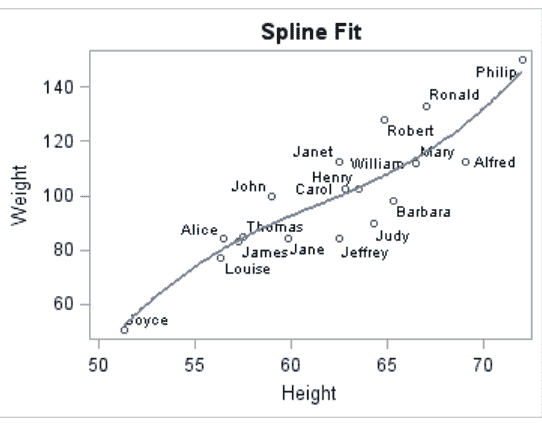 Spline Fit
Philip
140
Ronald
120
Robert
Janet
Mary
William
Alfred
Henry
John
Carol
100
Barbara
Alice
Thomas
Judy
80
James
Jane
Jeffrey
Louise
60
Joyce
50
55
60
65
70
Weight
Height